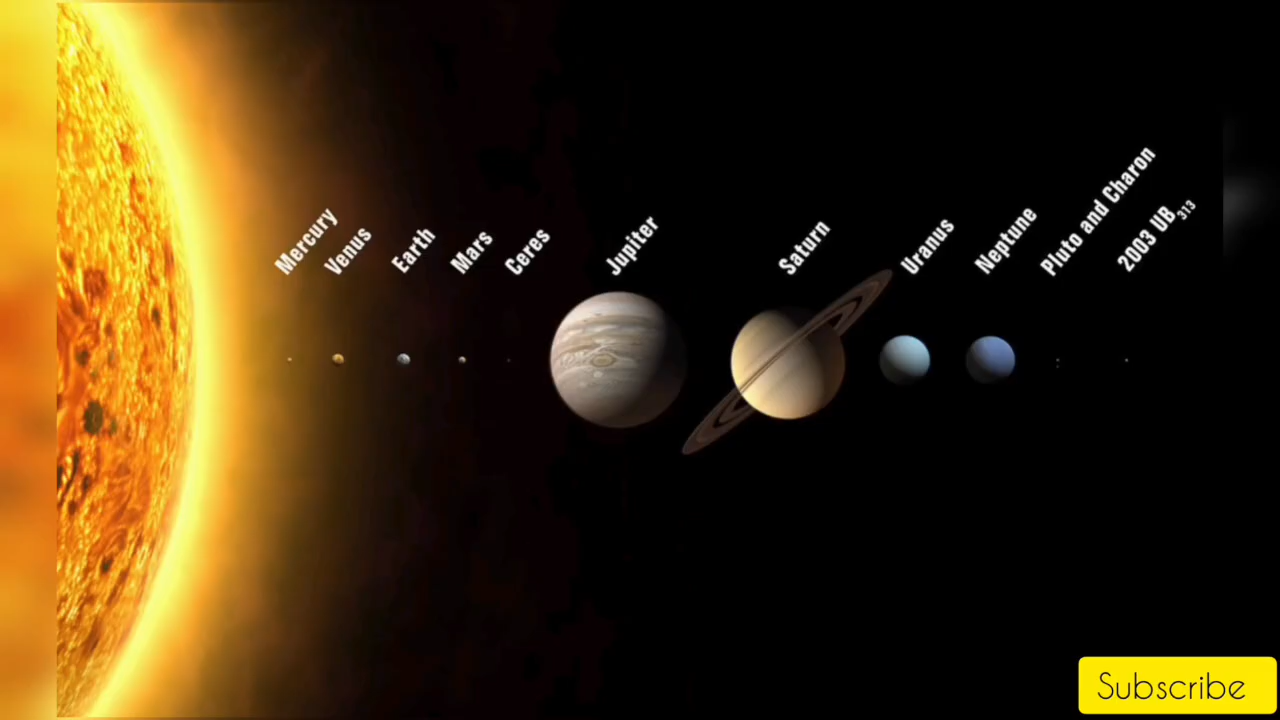 Mercury
Venus
Earth
Mars
Ceres
Jupiter
Saturn
Uranus
Neptune
Pluto and Charon
2003 UB₃₁₃
Subscribe